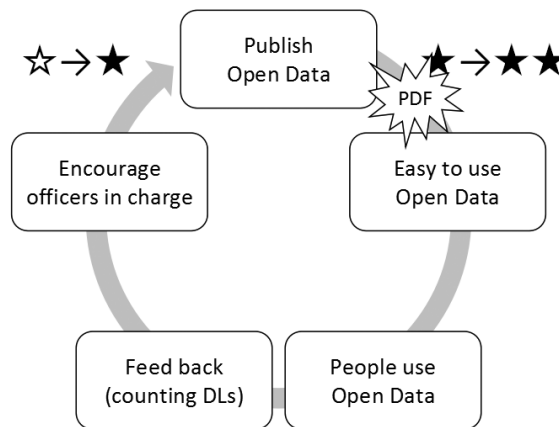 Publish
Open Data
PDF
Easy to use
Open Data
People use
Open Data
Feed back
(counting DLs)
Encourage
officers in charge